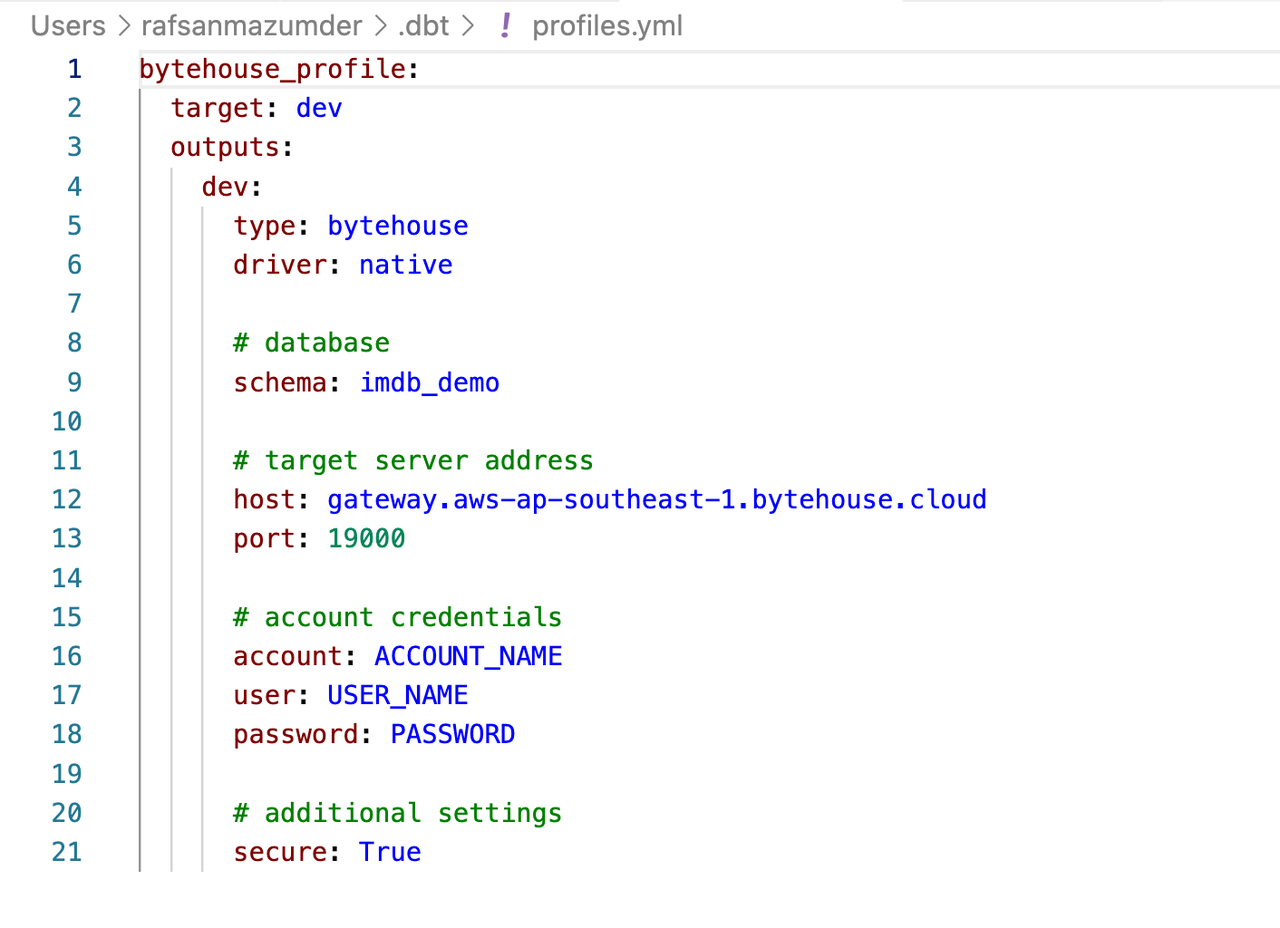 Users > rafsanmazumder > .dbt > ! profiles.yml
1 bytehouse_profile:
2   target: dev
3   outputs:
4     dev:
5       type: bytehouse
6       driver: native
7
8       # database
9       schema: imdb_demo
10
11       # target server address
12       host: gateway.aws-ap-southeast-1.bytehouse.cloud
13       port: 19000
14
15       # account credentials
16       account: ACCOUNT_NAME
17       user: USER_NAME
18       password: PASSWORD
19
20       # additional settings
21       secure: True